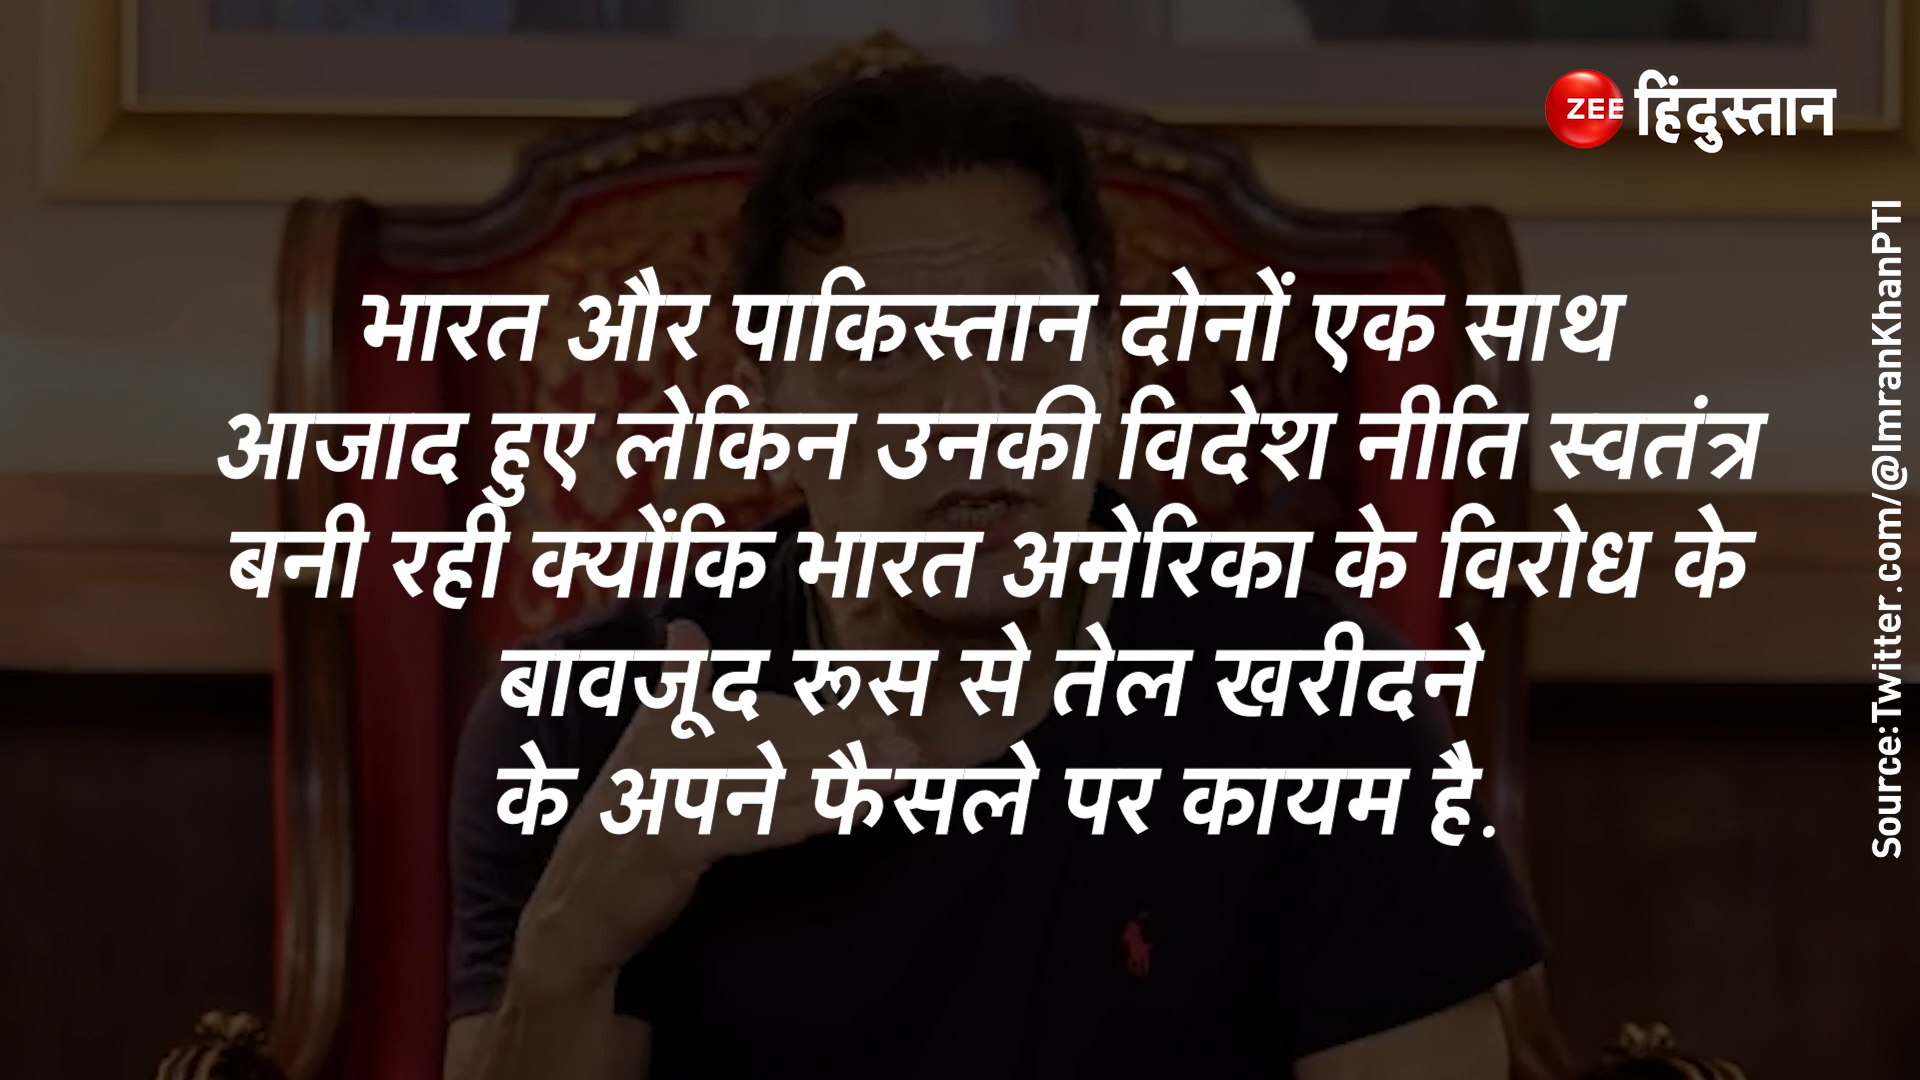 ZEE हिंदुस्तान
भारत और पाकिस्तान दोनों एक साथ
आजाद हुए लेकिन उनकी विदेश नीति स्वतंत्र
बनी रही क्योंकि भारत अमेरिका के विरोध के
बावजूद रूस से तेल खरीदने
के अपने फैसले पर कायम है.
Source:Twitter.com/@ImranKhanPTI